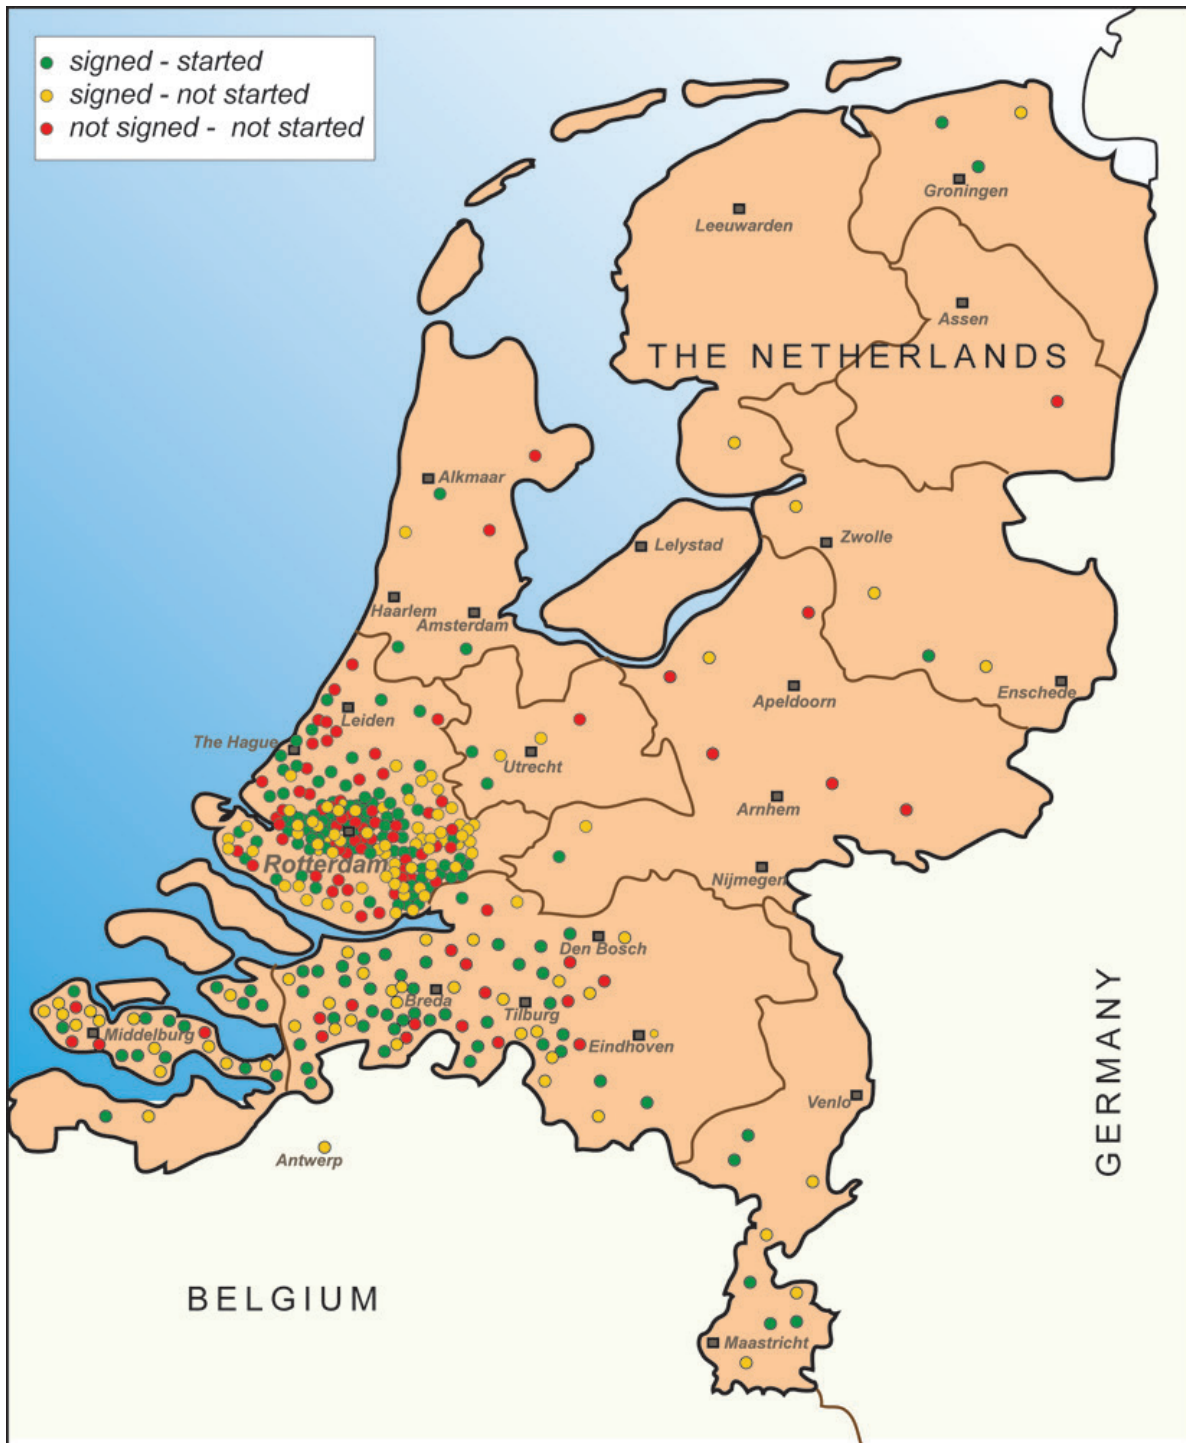 signed - started
signed - not started
not signed - not started
Groningen
Leeuwarden
Assen
THE NETHERLANDS
Alkmaar
Zwolle
Lelystad
Haarlem
Amsterdam
Enschede
Apeldoorn
Leiden
The Hague
Utrecht
Arnhem
Rotterdam
Nijmegen
Den Bosch
Breda
Tilburg
Middelburg
Eindhoven
GERMANY
Venlo
Antwerp
BELGIUM
Maastricht